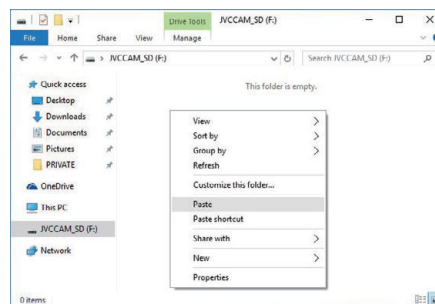 Drive Tools JVCCAM_SD (F:)
File Home Share View Manage
JVCCAM_SD (F:) Search JVCCAM_SD (F:)
Quick access
Desktop
Downloads
Documents
Pictures
PRIVATE
OneDrive
This PC
JVCCAM_SD (F:)
Network
This folder is empty.
View
Sort by
Group by
Refresh
Customize this folder...
Paste
Paste shortcut
Share with
New
Properties
0 items